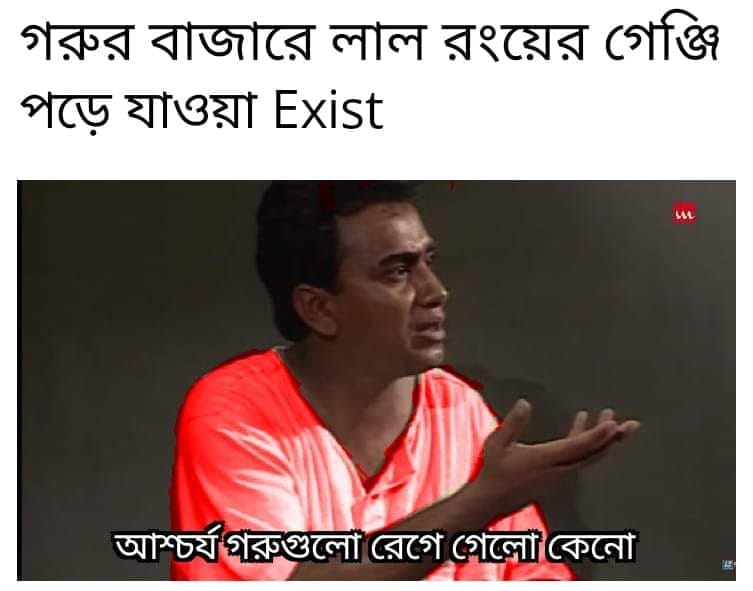 গরুর বাজারে লাল রংয়ের গেঞ্জি
পড়ে যাওয়া Exist
আশ্চর্য গরুগুলো রেগে গেলো কেনো